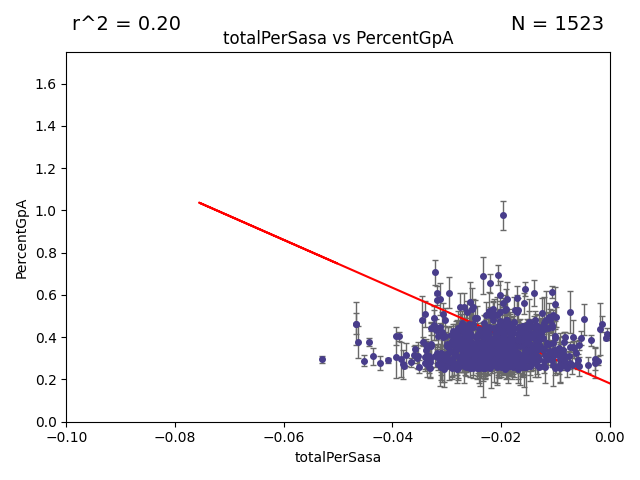 r^2 = 0.20
N = 1523
totalPerSasa vs PercentGpA
1.6
1.4
1.2
1.0
0.8
0.6
0.4
0.2
0.0
PercentGpA
−0.10 −0.08 −0.06 −0.04 −0.02 0.00
totalPerSasa